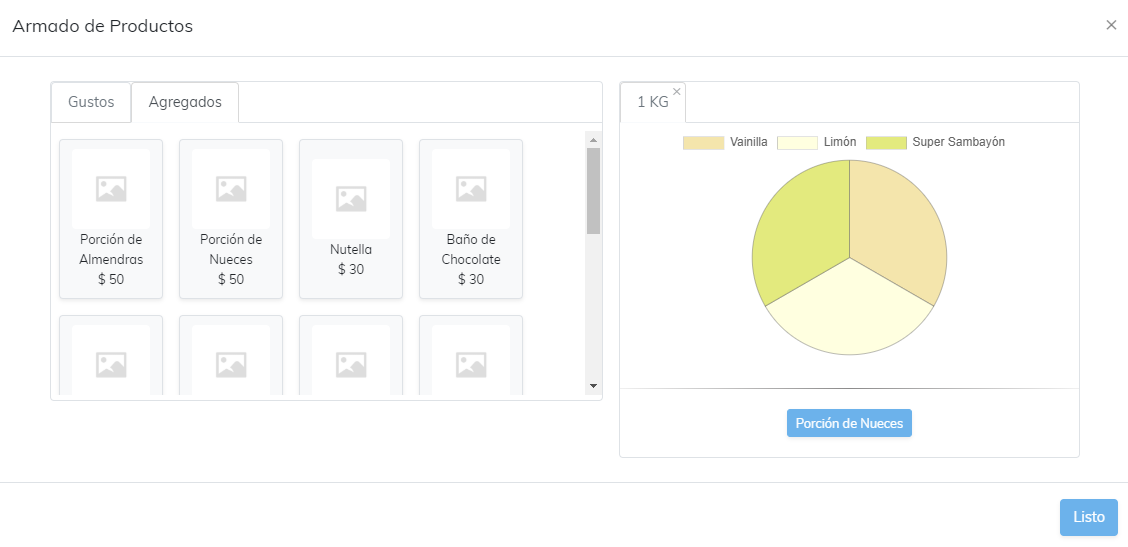 Armado de Productos
×
Gustos
Agregados
Porción de
Almendras
$ 50
Porción de
Nueces
$ 50
Nutella
$ 30
Baño de
Chocolate
$ 30
1 KG ×
Vainilla
Limón
Super Sambayón
Porción de Nueces
Listo